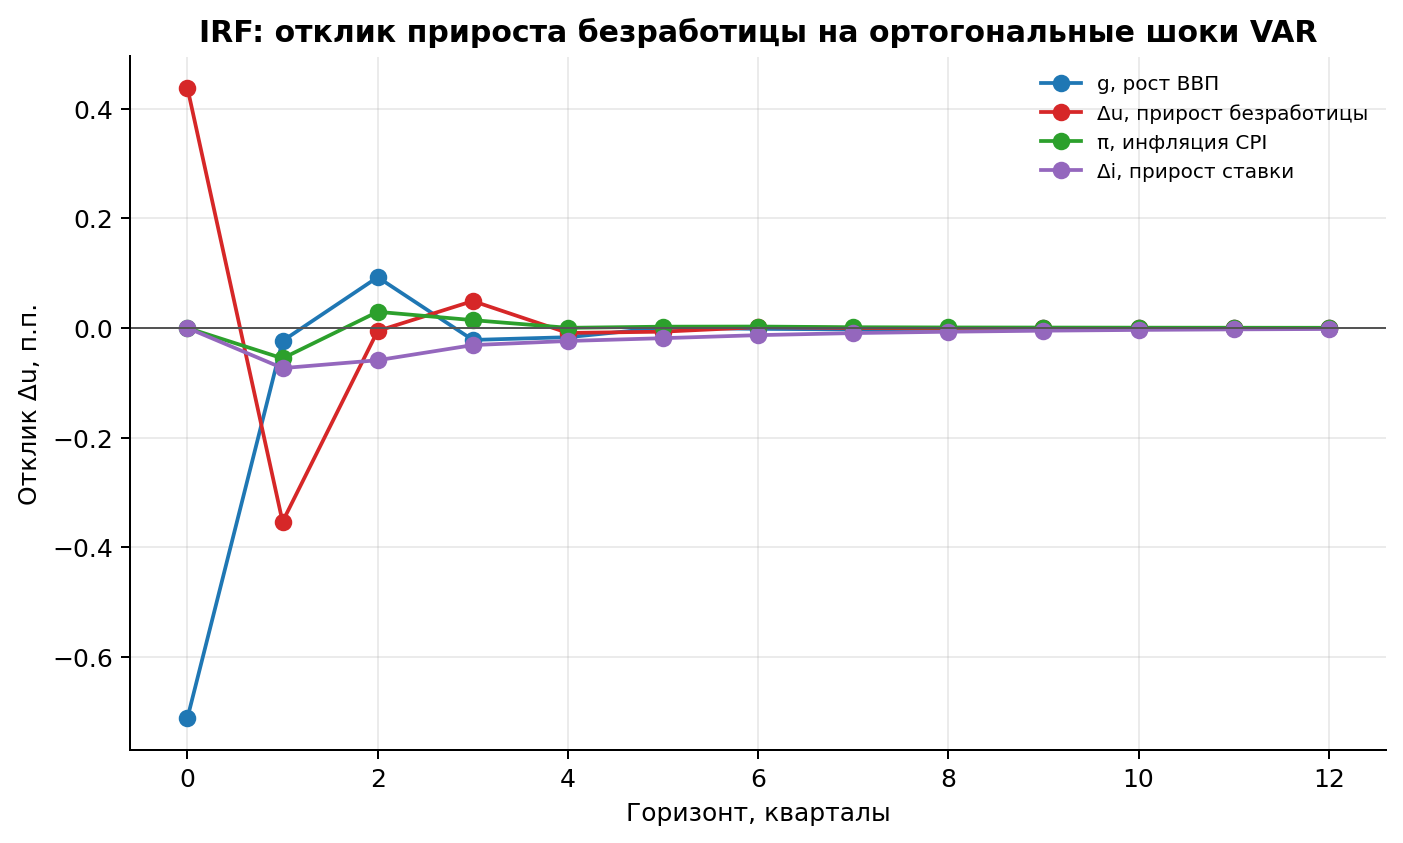 IRF: отклик прироста безработицы на ортогональные шоки VAR
g, рост ВВП
Δu, прирост безработицы
π, инфляция CPI
Δi, прирост ставки
Отклик Δu, п.п.
0.4
0.2
0.0
−0.2
−0.4
−0.6
0 2 4 6 8 10 12
Горизонт, кварталы